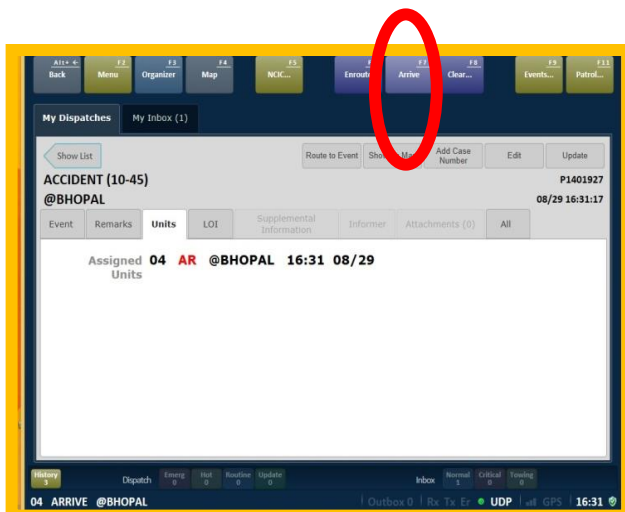 Alt+ ← F2 F3 F4 F5 F7 F8 F9 F11
Back Menu Organizer Map NCIC... Arrive Clear... Events... Patrol...
My Dispatches My Inbox (1)
Show List Route to Event Add Case Number Edit Update
ACCIDENT (10-45) P1401927
@BHOPAL 08/29 16:31:17
Event Remarks Units LOI Supplemental Information Informer Attachments (0) All
Assigned 04 AR @BHOPAL 16:31 08/29
Units
History Emerg Hot Routine Update Normal Critical Towing
3 Dispatch 0 0 0 0 Inbox 1 0 0
04 ARRIVE @BHOPAL Outbox 0 Rx Tx Er UDP GPS 16:31